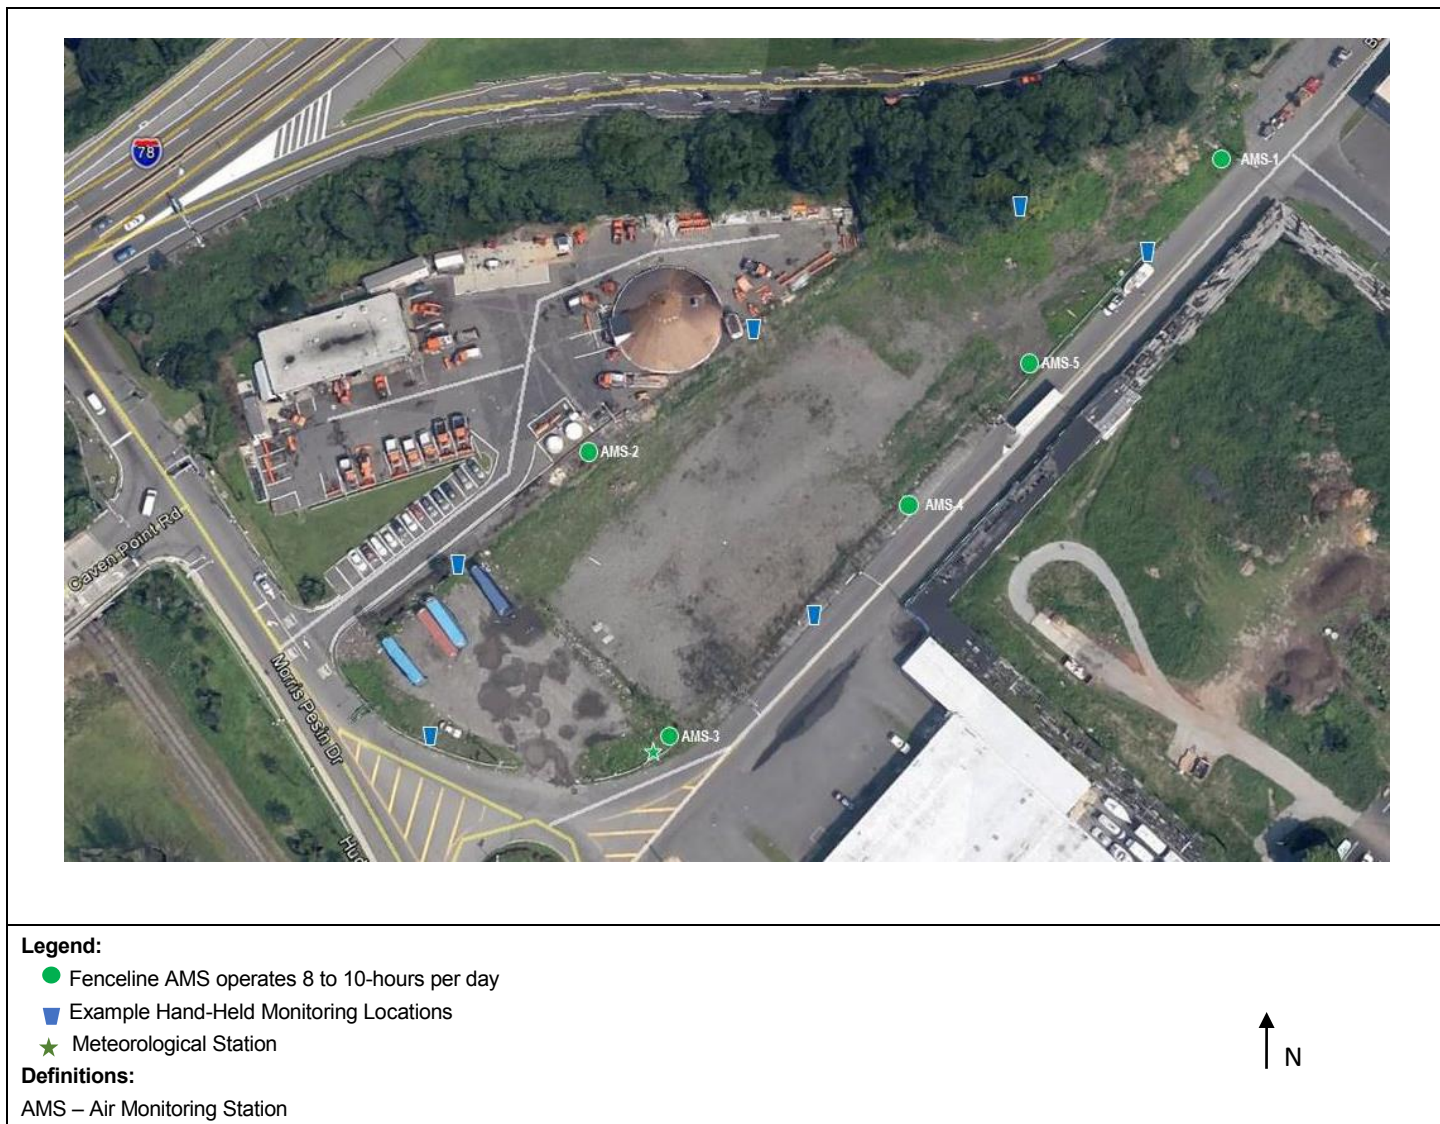 B
78
AMS-1
AMS-5
AMS-2
AMS-4
Caven Point Rd
Morris Pesin Dr
AMS-3
Hud
Legend:
Fenceline AMS operates 8 to 10-hours per day
Example Hand-Held Monitoring Locations
Meteorological Station
N
Definitions:
AMS – Air Monitoring Station